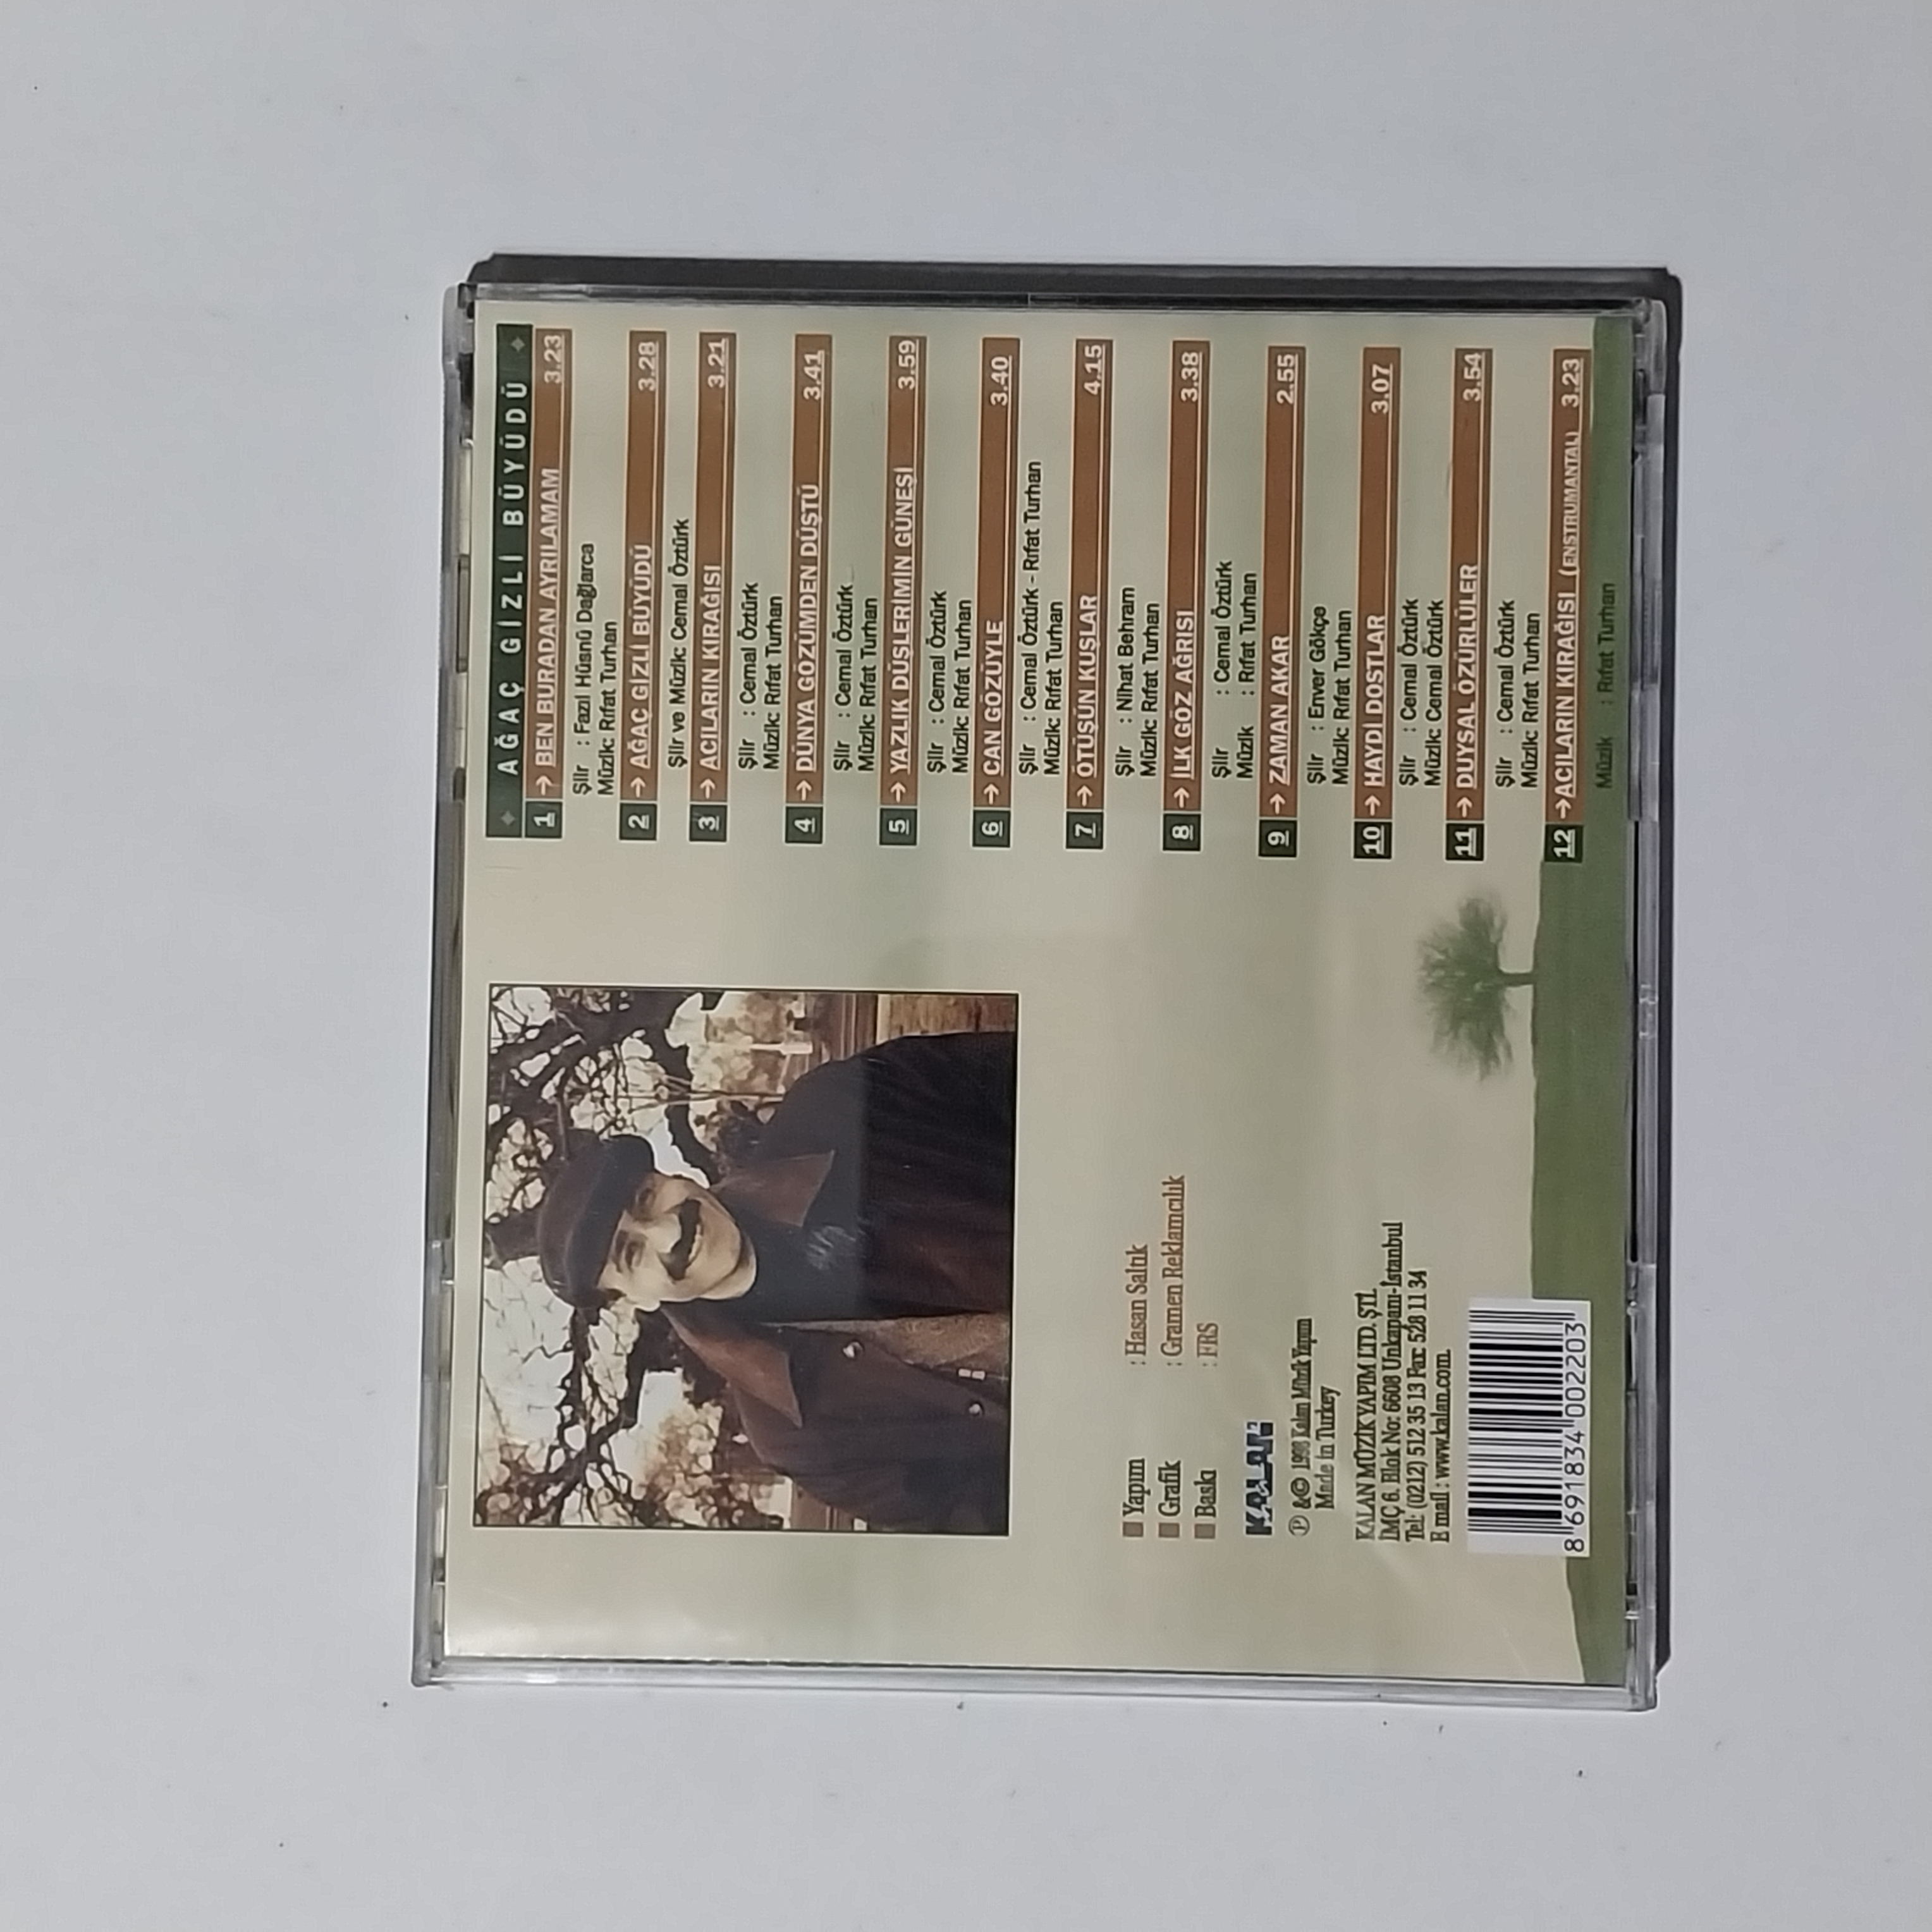 AĞAÇ GİZLİ BÜYÜDÜ
1 → BEN BURADAN AYRILAMAM 3.23
Şiir : Fazıl Hüsnü Dağlarca
Müzik: Rıfat Turhan
2 → AĞAÇ GİZLİ BÜYÜDÜ 3.28
Şiir ve Müzik: Cemal Öztürk
3 → ACILARIN KIRAĞISI 3.21
Şiir : Cemal Öztürk
Müzik: Rıfat Turhan
4 → DÜNYA GÖZÜMDEN DÜŞTÜ 3.41
Şiir : Cemal Öztürk
Müzik: Rıfat Turhan
5 → YAZLIK DÜŞLERİMİN GÜNEŞİ 3.59
Şiir : Cemal Öztürk
Müzik: Rıfat Turhan
6 → CAN GÖZÜYLE 3.40
Şiir : Cemal Öztürk - Rıfat Turhan
Müzik: Rıfat Turhan
7 → ÖTÜŞÜN KUŞLAR 4.15
Şiir : Nihat Behram
Müzik: Rıfat Turhan
8 → İLK GÖZ AĞRISI 3.38
Şiir : Cemal Öztürk
Müzik : Rıfat Turhan
9 → ZAMAN AKAR 2.55
Şiir : Enver Gökçe
Müzik: Rıfat Turhan
10 → HAYDİ DOSTLAR 3.07
Şiir : Cemal Öztürk
Müzik: Cemal Öztürk
11 → DUYSAL ÖZÜRLÜLER 3.54
Şiir : Cemal Öztürk
Müzik: Rıfat Turhan
12 →ACILARIN KIRAĞISI (ENSTRUMANTAL) 3.23
Müzik : Rıfat Turhan
Yapım : Hasan Saltık
Grafik : Gramen Reklamcılık
Baskı : FRS
KALAN
℗ &© 1998 Kalan Müzik Yapım
Made in Turkey
KALAN MÜZİK YAPIM LTD. ŞTİ.
İMÇ 6. Blok No: 6608 Unkapanı-İstanbul
Tel: (0212) 512 35 13 Fax: 528 11 34
E mail : www.kalan.com.
8 691834 002203